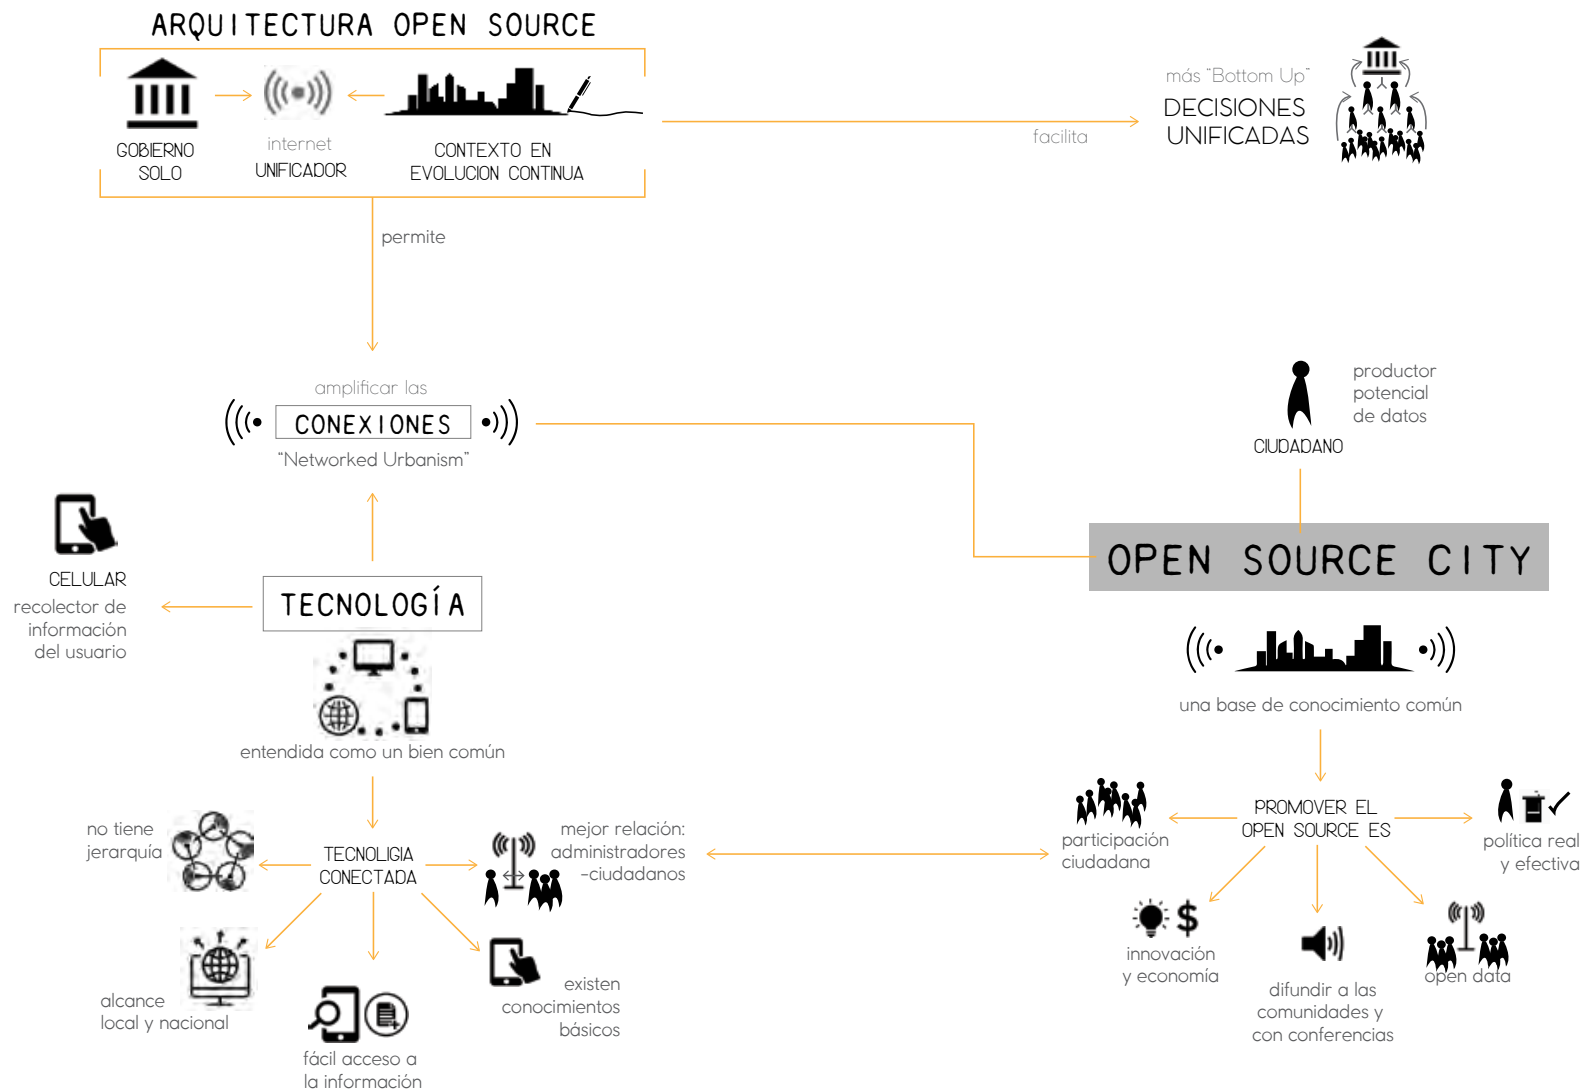 ARQUITECTURA OPEN SOURCE
GOBIERNO
SOLO
internet
UNIFICADOR
CONTEXTO EN
EVOLUCION CONTINUA
más "Bottom Up"
DECISIONES
UNIFICADAS
facilita
permite
amplificar las
CONEXIONES
"Networked Urbanism"
productor
potencial
de datos
CIUDADANO
OPEN SOURCE CITY
CELULAR
recolector de
información
del usuario
TECNOLOGÍA
entendida como un bien común
una base de conocimiento común
no tiene
jerarquía
TECNOLIGIA
CONECTADA
mejor relación:
administradores
-ciudadanos
participación
ciudadana
PROMOVER EL
OPEN SOURCE ES
política real
y efectiva
alcance
local y nacional
fácil acceso a
la información
existen
conocimientos
básicos
$
innovación
y economía
difundir a las
comunidades y
con conferencias
open data